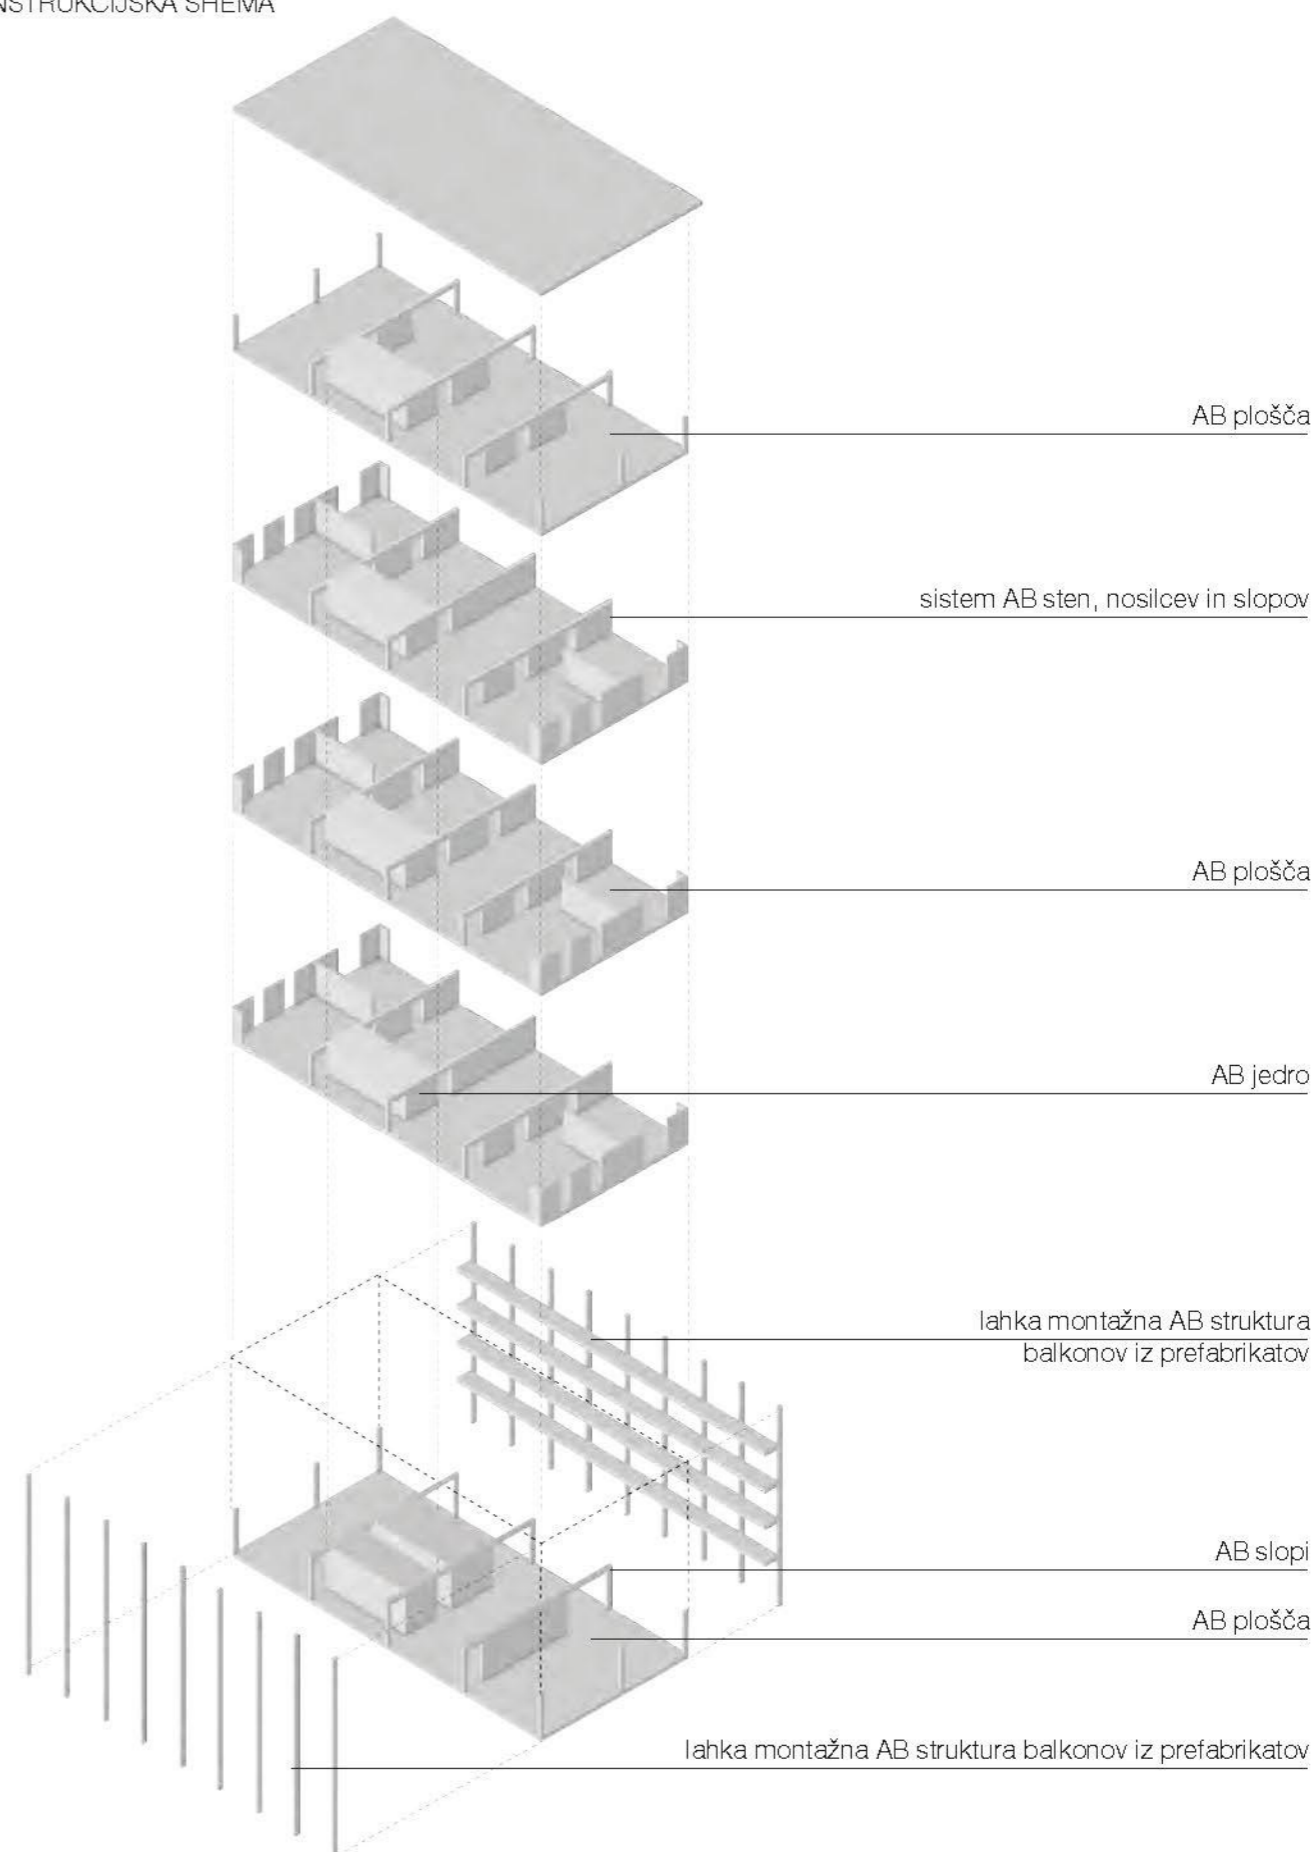 NSTRUKCIJSKA SHEMA
AB plošča
sistem AB sten, nosilcev in slopov
AB plošča
AB jedro
lahka montažna AB struktura
balkonov iz prefabrikatov
AB slopi
AB plošča
lahka montažna AB struktura balkonov iz prefabrikatov